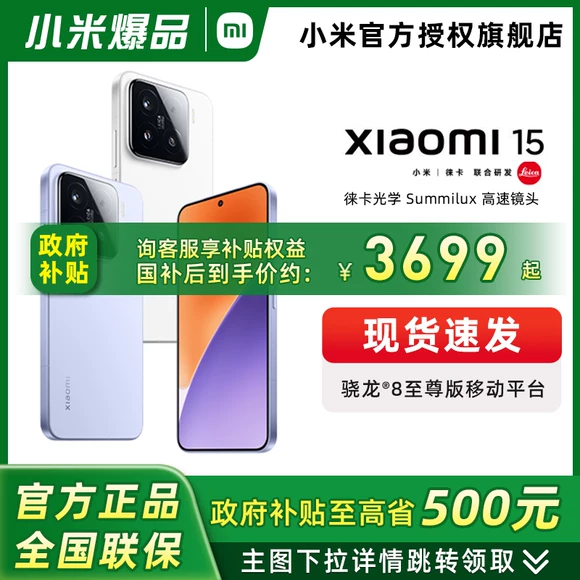 小米爆品
小米官方授权旗舰店
xiaomi 15
小米 | 徕卡 联合研发 Leica
徕卡光学 Summilux 高速镜头
政府
补贴
询客服享补贴权益
国补后到手价约: ¥ 3699 起
现货速发
骁龙®8至尊版移动平台
xiaomi
官方正品
全国联保
政府补贴至高省500元
主图下拉详情跳转领取